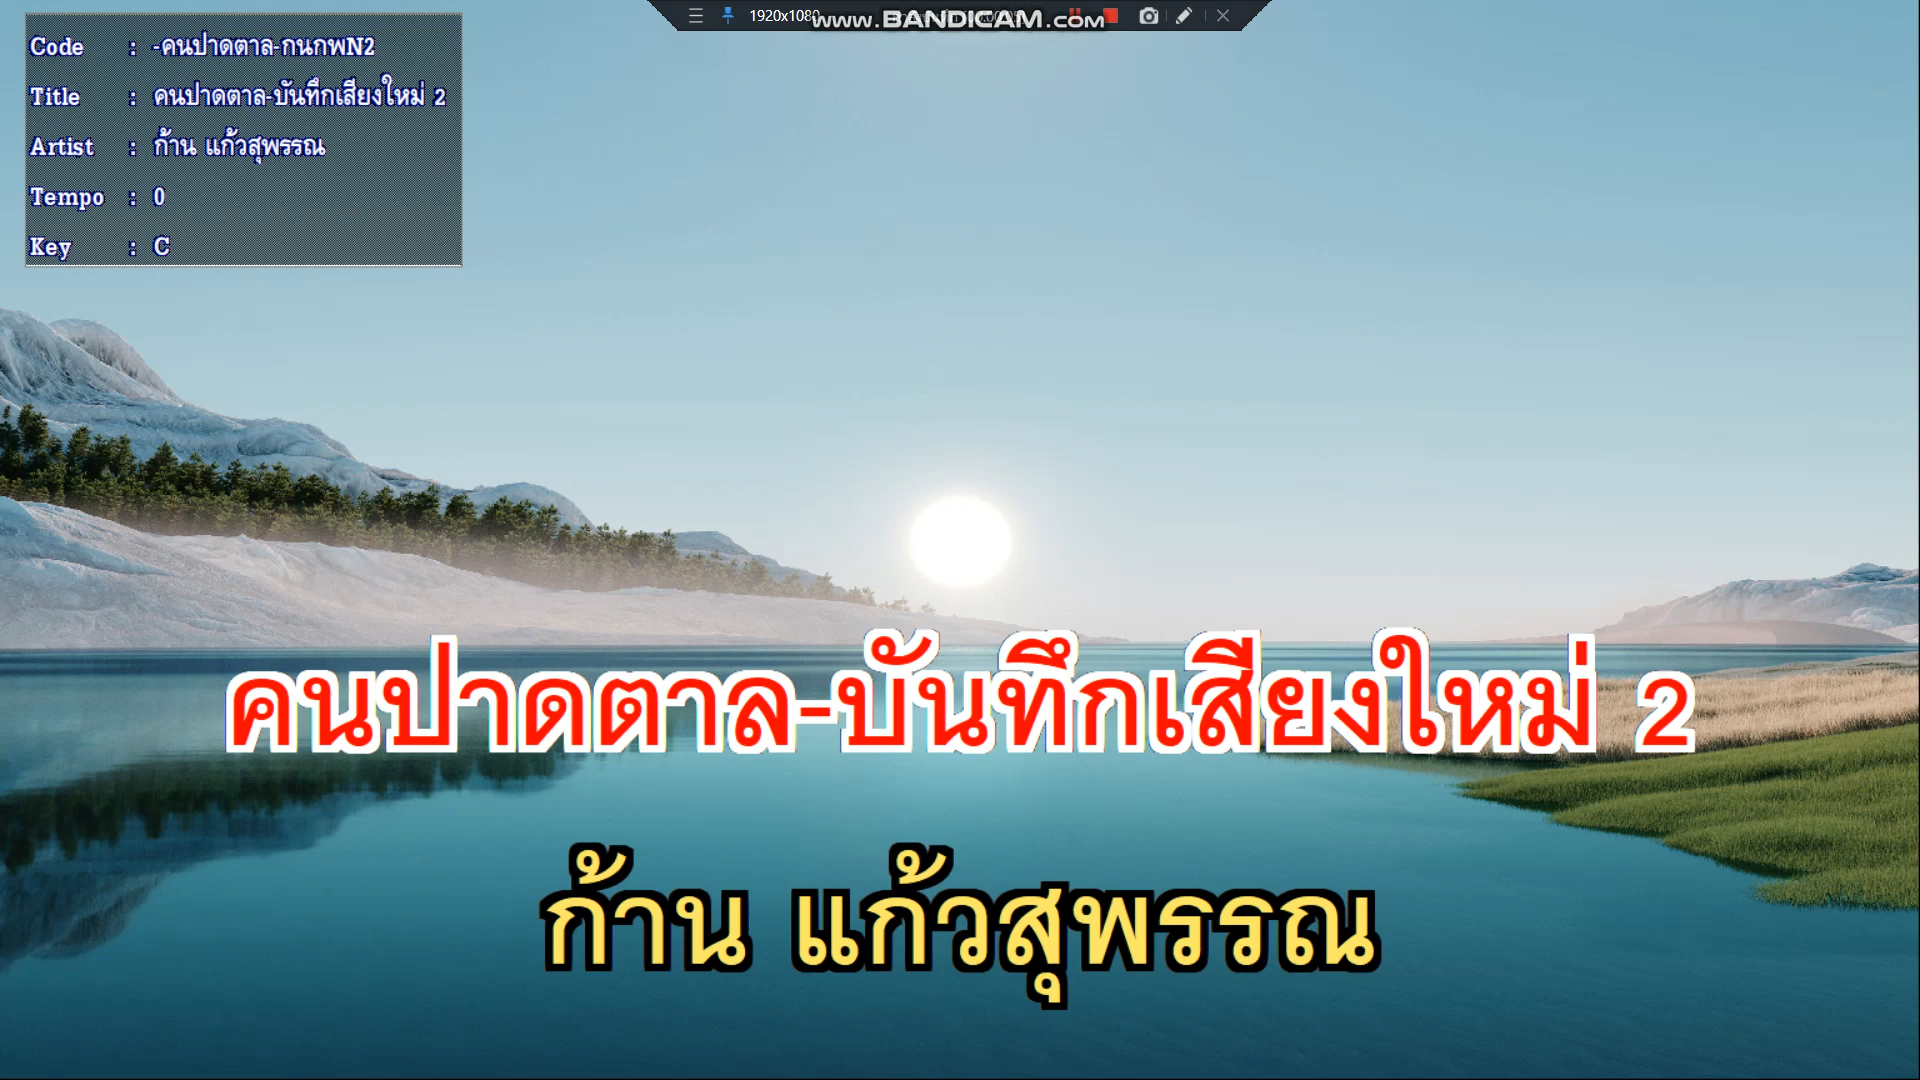 1920x1080
www.BANDICAM.com
Code : -คนปาดตาล-กนกพN2
Title : คนปาดตาล-บันทึกเสียงใหม่ 2
Artist : ก้าน แก้วสุพรรณ
Tempo : 0
Key : C
คนปาดตาล-บันทึกเสียงใหม่ 2
ก้าน แก้วสุพรรณ